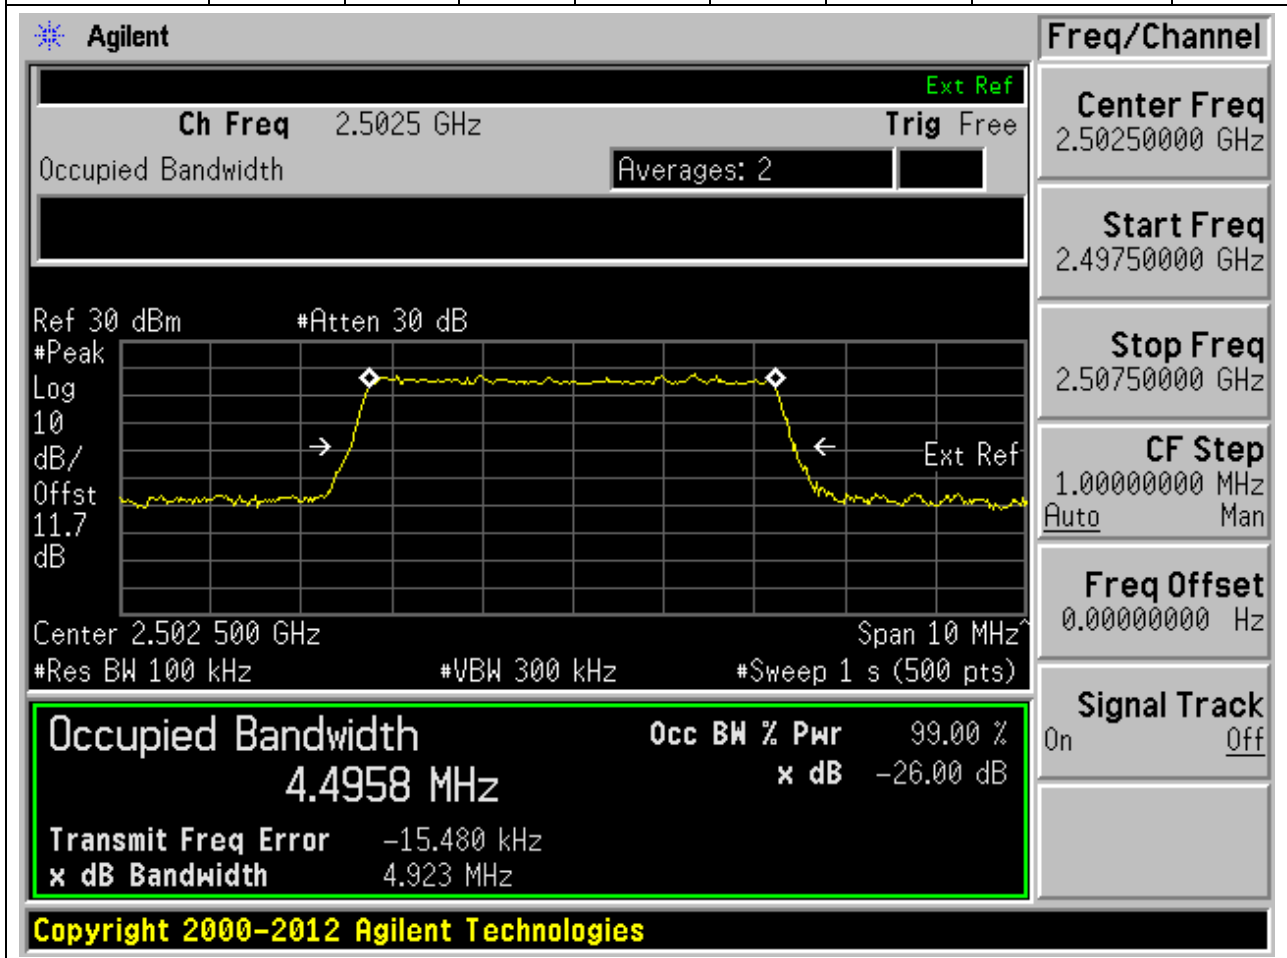 Agilent
Freq/Channel
Ext Ref
Ch Freq 2.5025 GHz Trig Free
Occupied Bandwidth Averages: 2
Center Freq
2.50250000 GHz
Start Freq
2.49750000 GHz
Stop Freq
2.50750000 GHz
CF Step
1.00000000 MHz
Auto Man
Freq Offset
0.00000000 Hz
Signal Track
On Off
Ref 30 dBm #Atten 30 dB
#Peak
Log
10
dB/
Offst
11.7
dB
Ext Ref
Center 2.502 500 GHz Span 10 MHz^
#Res BW 100 kHz #VBW 300 kHz #Sweep 1 s (500 pts)
Occupied Bandwidth Occ BW % Pwr 99.00 %
4.4958 MHz x dB -26.00 dB
Transmit Freq Error -15.480 kHz
x dB Bandwidth 4.923 MHz
Copyright 2000-2012 Agilent Technologies